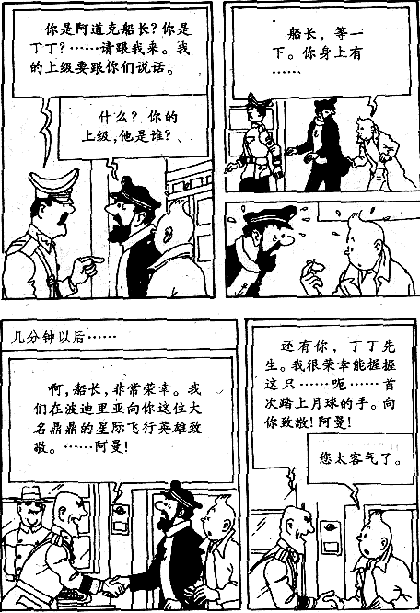 你是阿道克船长？你是
丁丁？……请跟我来。我
的上级要跟你们说话。
什么？你的
上级，他是谁？
船长，等一
下。你身上有
……
几分钟以后……
啊，船长，非常荣幸。我
们在波迪里亚向你这位大
名鼎鼎的星际飞行英雄致
敬。……阿曼！
还有你，丁丁先
生。我很荣幸能握握
这只……呃……首
次踏上月球的手。向
你致敬！阿曼！
您太客气了。